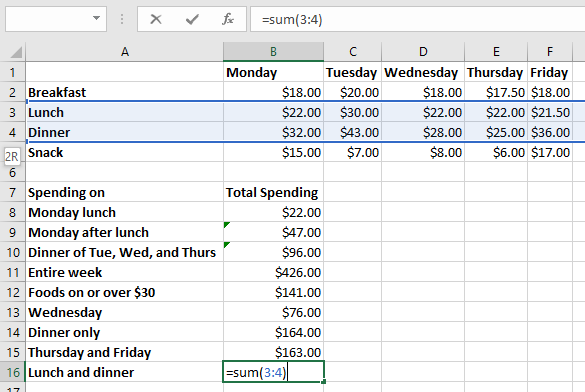 fx =sum(3:4)
A B C D E F
1 Monday Tuesday Wednesday Thursday Friday
2 Breakfast $18.00 $20.00 $18.00 $17.50 $18.00
3 Lunch $22.00 $30.00 $22.00 $22.00 $21.50
4 Dinner $32.00 $43.00 $28.00 $25.00 $36.00
2R Snack $15.00 $7.00 $8.00 $6.00 $17.00
6
7 Spending on Total Spending
8 Monday lunch $22.00
9 Monday after lunch $47.00
10 Dinner of Tue, Wed, and Thurs $96.00
11 Entire week $426.00
12 Foods on or over $30 $141.00
13 Wednesday $76.00
14 Dinner only $164.00
15 Thursday and Friday $163.00
16 Lunch and dinner =sum(3:4)
17